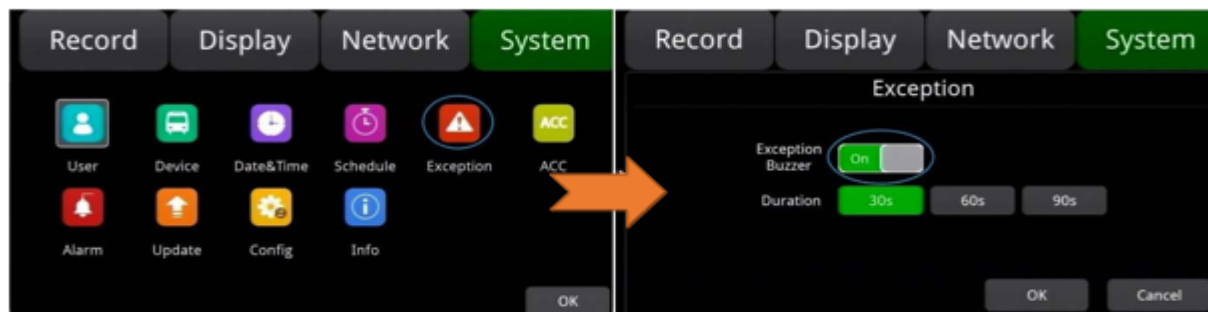 Record Display Network System
User Device Date&Time Schedule Exception ACC
ACC
Alarm Update Config Info
OK
Record Display Network System
Exception
Exception
Buzzer
On
Duration 30s 60s 90s
OK Cancel